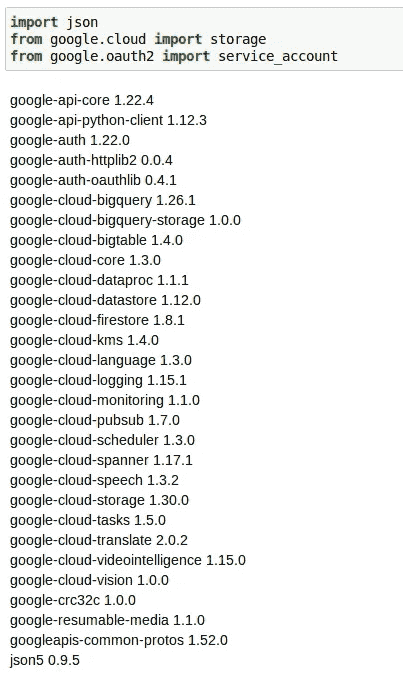 import json
from google.cloud import storage
from google.oauth2 import service_account
google-api-core 1.22.4
google-api-python-client 1.12.3
google-auth 1.22.0
google-auth-httplib2 0.0.4
google-auth-oauthlib 0.4.1
google-cloud-bigquery 1.26.1
google-cloud-bigquery-storage 1.0.0
google-cloud-bigtable 1.4.0
google-cloud-core 1.3.0
google-cloud-dataproc 1.1.1
google-cloud-datastore 1.12.0
google-cloud-firestore 1.8.1
google-cloud-kms 1.4.0
google-cloud-language 1.3.0
google-cloud-logging 1.15.1
google-cloud-monitoring 1.1.0
google-cloud-pubsub 1.7.0
google-cloud-scheduler 1.3.0
google-cloud-spanner 1.17.1
google-cloud-speech 1.3.2
google-cloud-storage 1.30.0
google-cloud-tasks 1.5.0
google-cloud-translate 2.0.2
google-cloud-videointelligence 1.15.0
google-cloud-vision 1.0.0
google-crc32c 1.0.0
google-resumable-media 1.1.0
googleapis-common-protos 1.52.0
json5 0.9.5